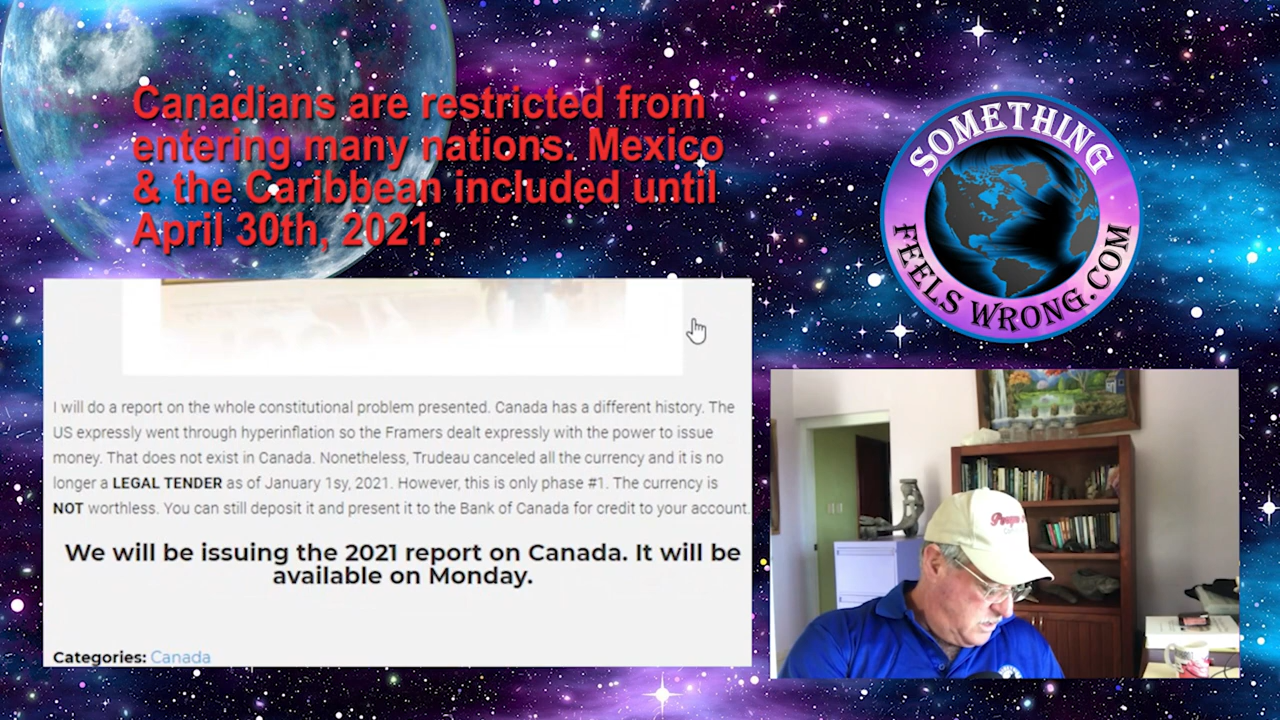 Canadians are restricted from
entering many nations. Mexico
& the Caribbean included until
April 30th, 2021.
SOMETHING
FEELS WRONG.COM
I will do a report on the whole constitutional problem presented. Canada has a different history. The
US expressly went through hyperinflation so the Framers dealt expressly with the power to issue
money. That does not exist in Canada. Nonetheless, Trudeau canceled all the currency and it is no
longer a LEGAL TENDER as of January 1sy, 2021. However, this is only phase #1. The currency is
NOT worthless. You can still deposit it and present it to the Bank of Canada for credit to your account.
We will be issuing the 2021 report on Canada. It will be
available on Monday.
Categories: Canada